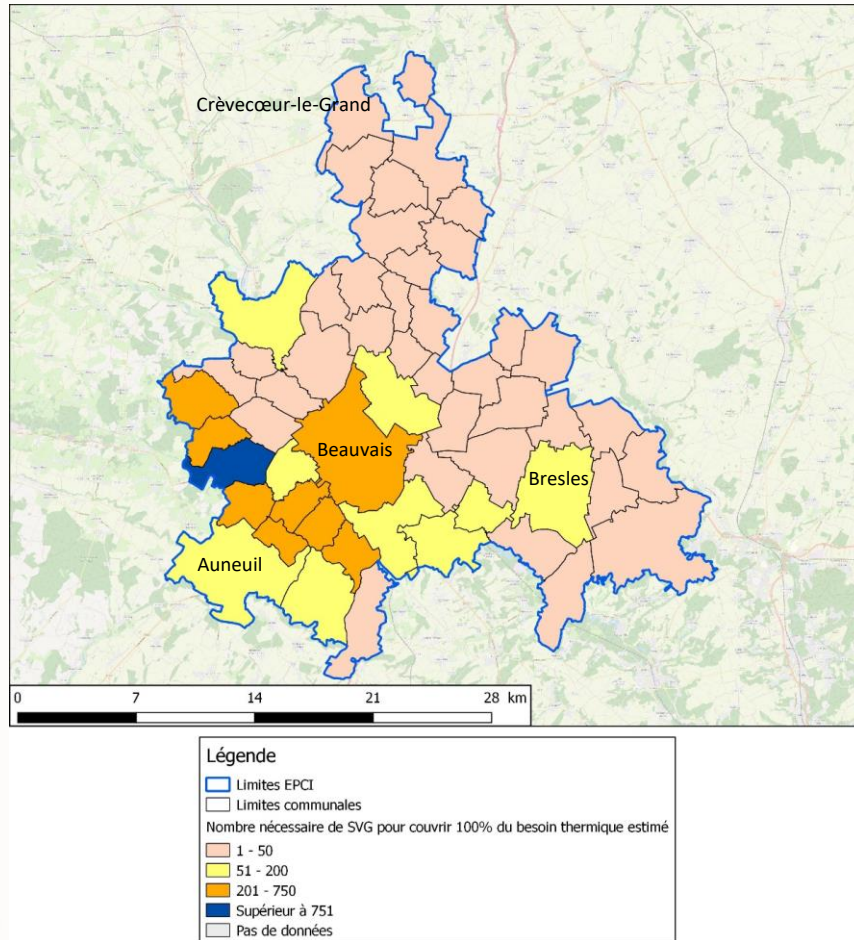 Crèvecœur-le-Grand
Beauvais
Bresles
Auneuil
0 7 14 21 28 km
Légende
Limites EPCI
Limites communales
Nombre nécessaire de SVG pour couvrir 100% du besoin thermique estimé
1 - 50
51 - 200
201 - 750
Supérieur à 751
Pas de données